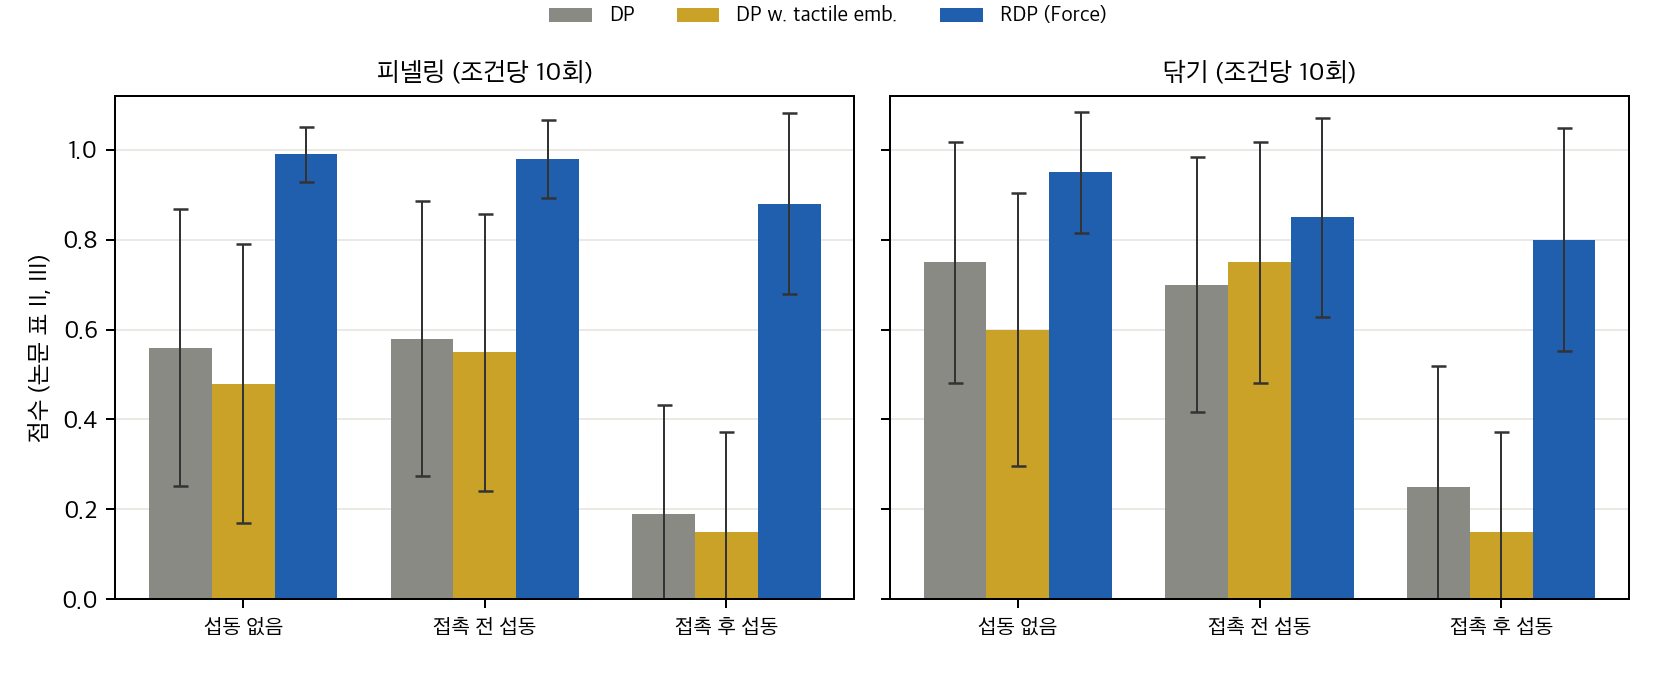 DP
DP w. tactile emb.
RDP (Force)
피넬링 (조건당 10회)
닦기 (조건당 10회)
점수 (논문 표 II, III)
1.0
0.8
0.6
0.4
0.2
0.0
섭동 없음
접촉 전 섭동
접촉 후 섭동
섭동 없음
접촉 전 섭동
접촉 후 섭동